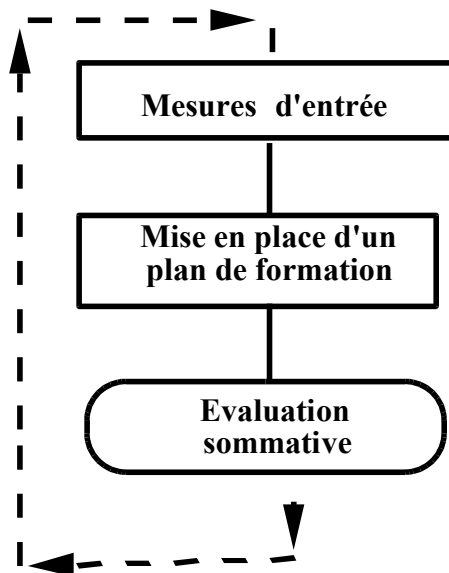 Mesures d'entrée
Mise en place d'un
plan de formation
Evaluation
sommative